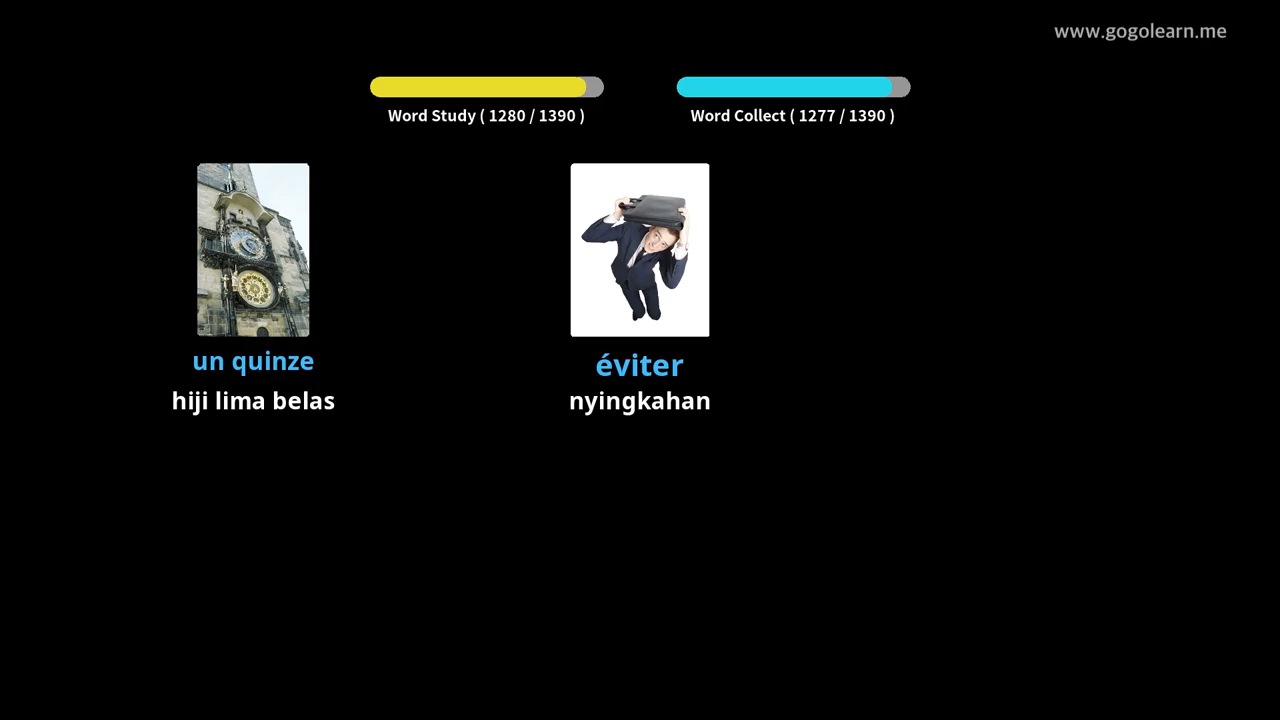 www.gogolearn.me
Word Study ( 1280 / 1390 )
Word Collect ( 1277 / 1390 )
un quinze
hiji lima belas
éviter
nyingkahan